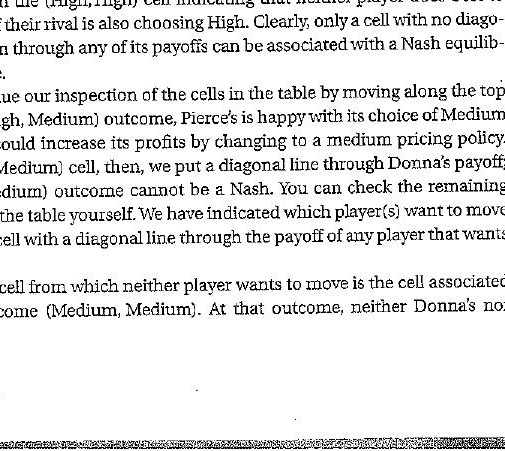 n the (High,High) cell indicating that neither player
f their rival is also choosing High. Clearly, only a cell with no diago-
n through any of its payoffs can be associated with a Nash equilib-
e.
ue our inspection of the cells in the table by moving along the top
gh, Medium) outcome, Pierce's is happy with its choice of Medium
ould increase its profits by changing to a medium pricing policy.
Medium) cell, then, we put a diagonal line through Donna's payoff;
edium) outcome cannot be a Nash. You can check the remaining
the table yourself. We have indicated which player(s) want to move
cell with a diagonal line through the payoff of any player that wants
cell from which neither player wants to move is the cell associated
come (Medium, Medium). At that outcome, neither Donna's no